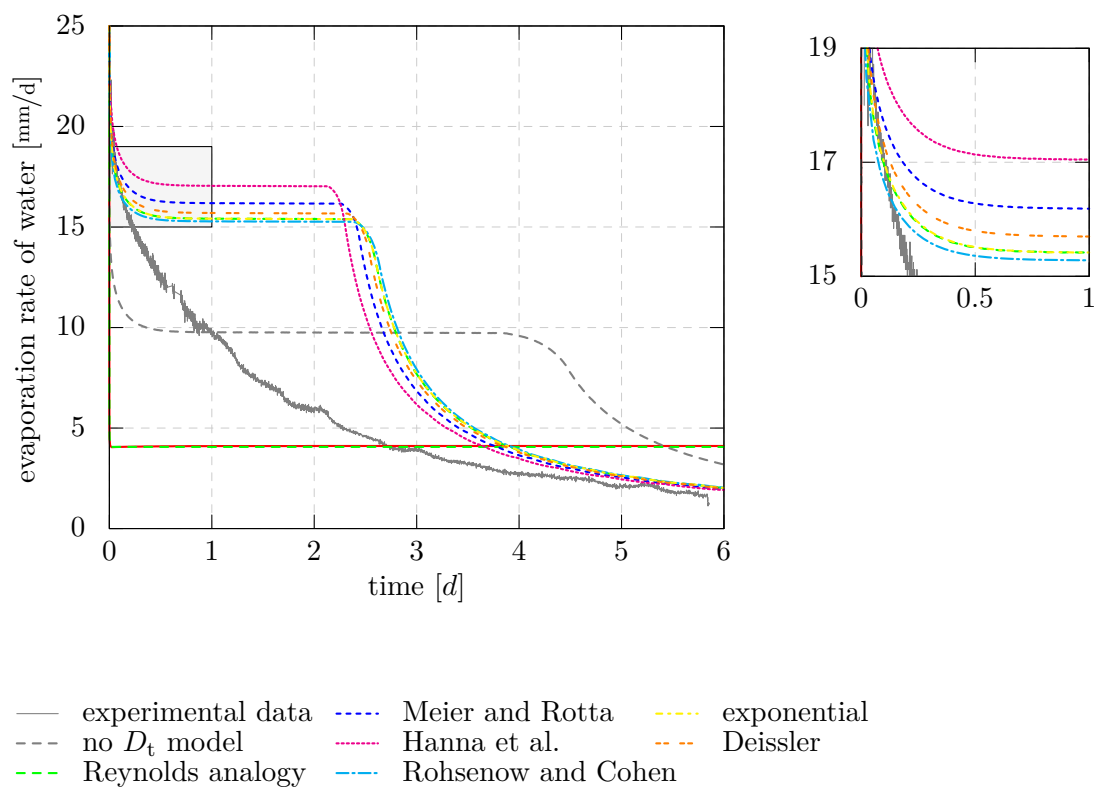 25
20
15
10
5
0
evaporation rate of water [mm/d]
0 1 2 3 4 5 6
time [d]
19
17
15
0 0.5 1
experimental data
no Dt model
Reynolds analogy
Meier and Rotta
Hanna et al.
Rohsenow and Cohen
exponential
Deissler